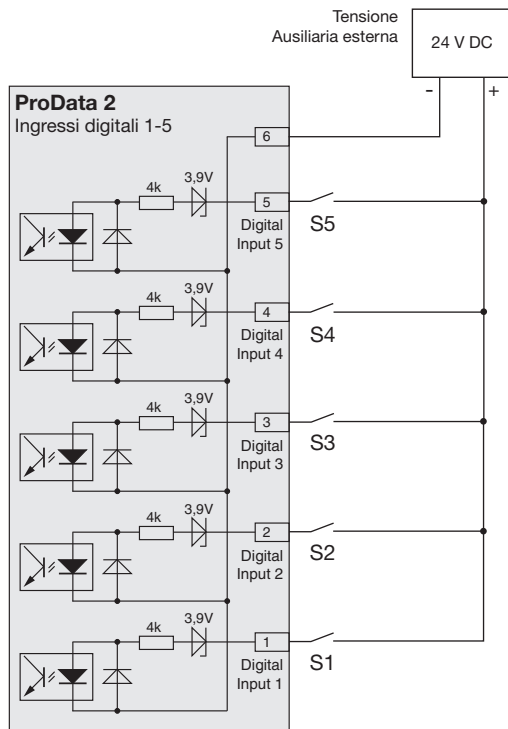 Tensione
Ausiliaria esterna
24 V DC
- +
ProData 2
Ingressi digitali 1-5
6
4k 3,9V 5 S5
Digital
Input 5
4k 3,9V 4 S4
Digital
Input 4
4k 3,9V 3 S3
Digital
Input 3
4k 3,9V 2 S2
Digital
Input 2
4k 3,9V 1 S1
Digital
Input 1